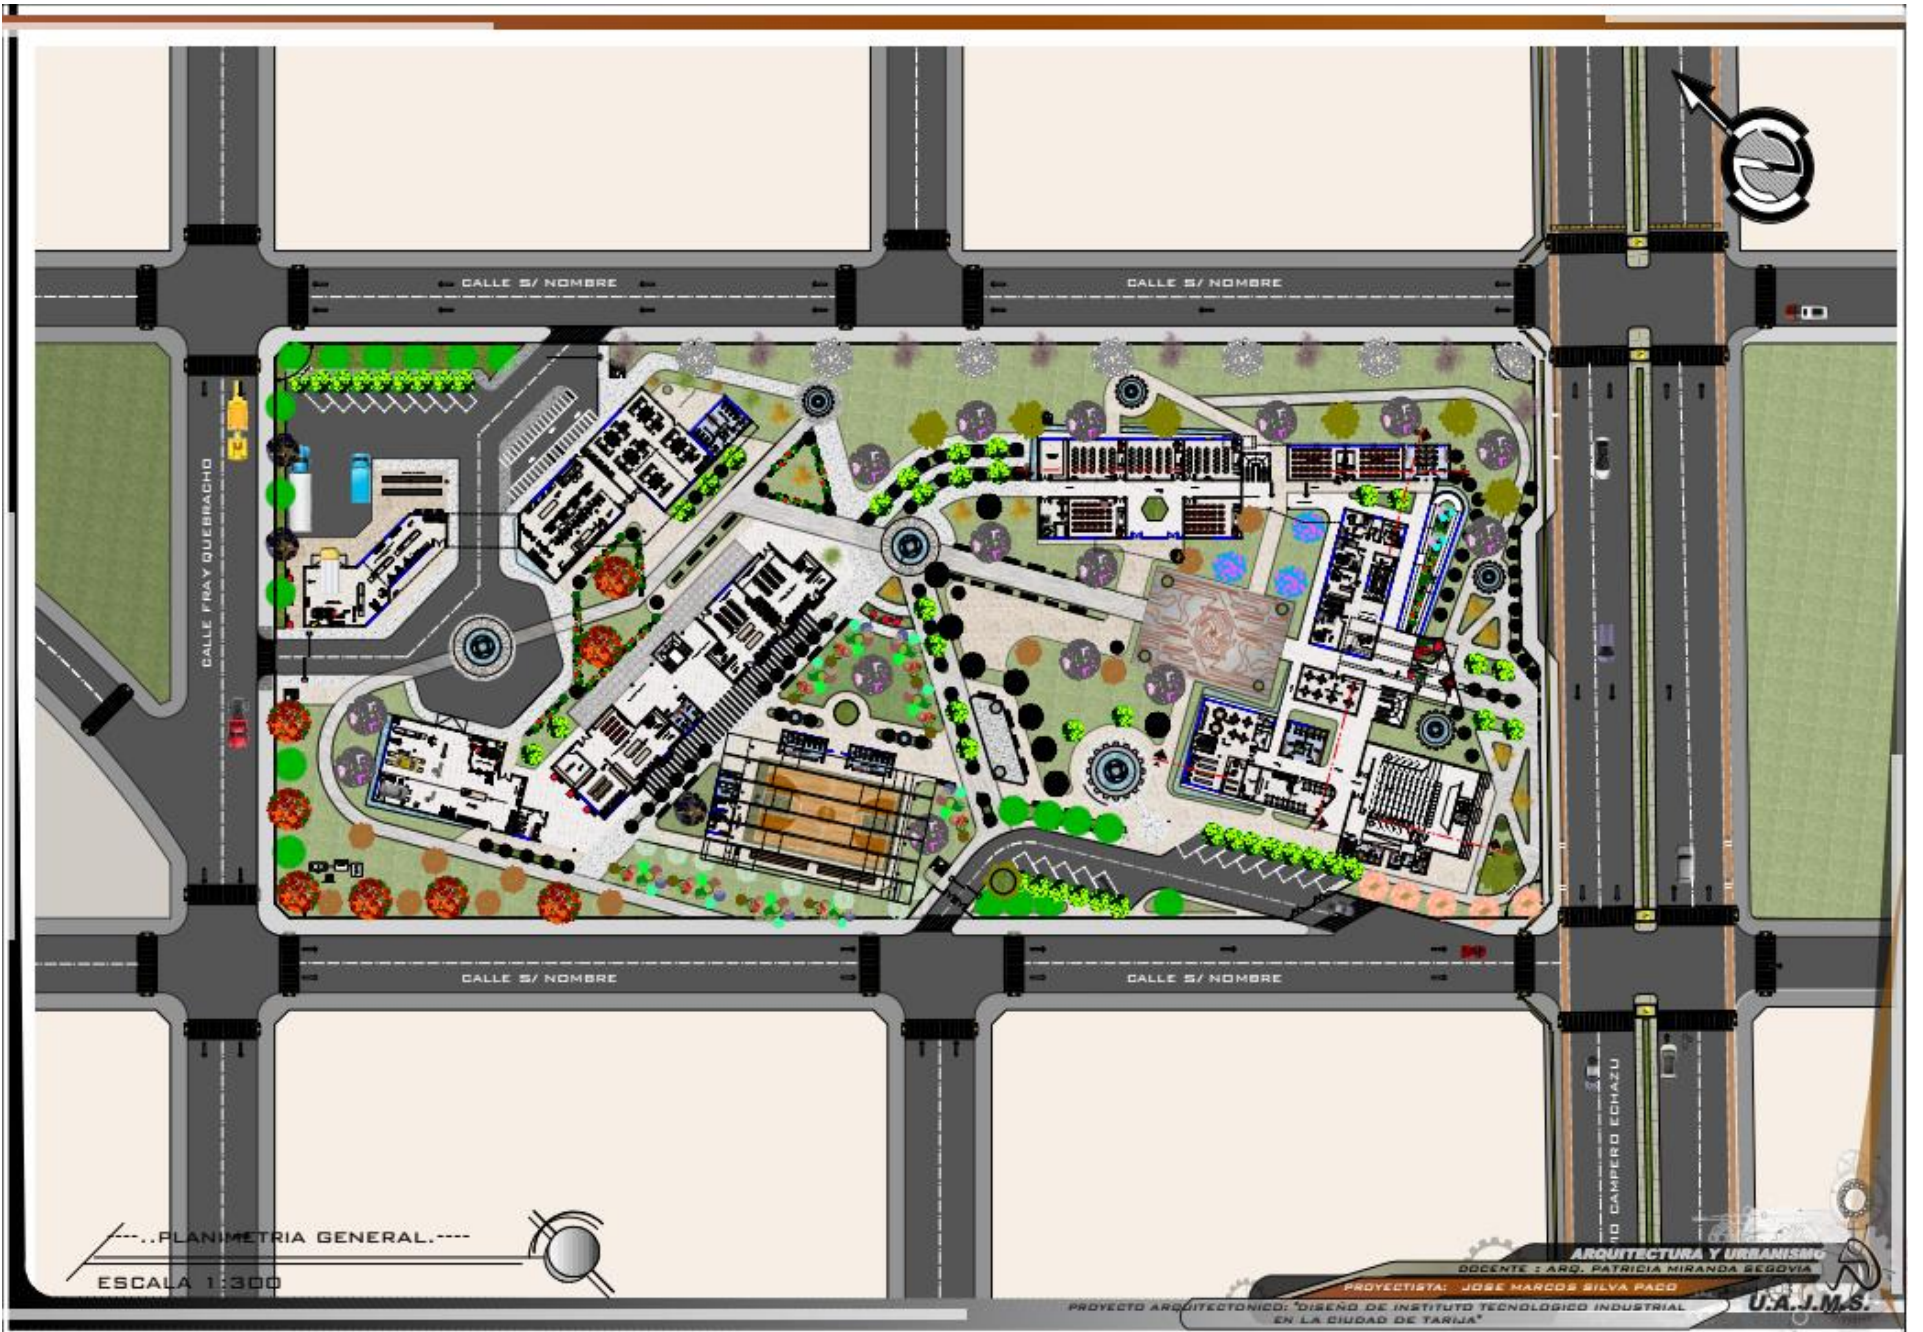 CALLE S/ NOMBRE
CALLE S/ NOMBRE
CALLE FRAY QUEBRACHO
CALLE S/ NOMBRE
CALLE S/ NOMBRE
CAMPERO ECHAZU
----..PLANIMETRIA GENERAL.----
ESCALA 1:300
ARQUITECTURA Y URBANISMO
DOCENTE : ARQ. PATRICIA MIRANDA SEGOVIA
PROYECTISTA: JOSE MARCOS SILVA PACO
PROYECTO ARQUITECTONICO: "DISEÑO DE INSTITUTO TECNOLOGICO INDUSTRIAL
EN LA CIUDAD DE TARIJA"
U.A.J.M.S.